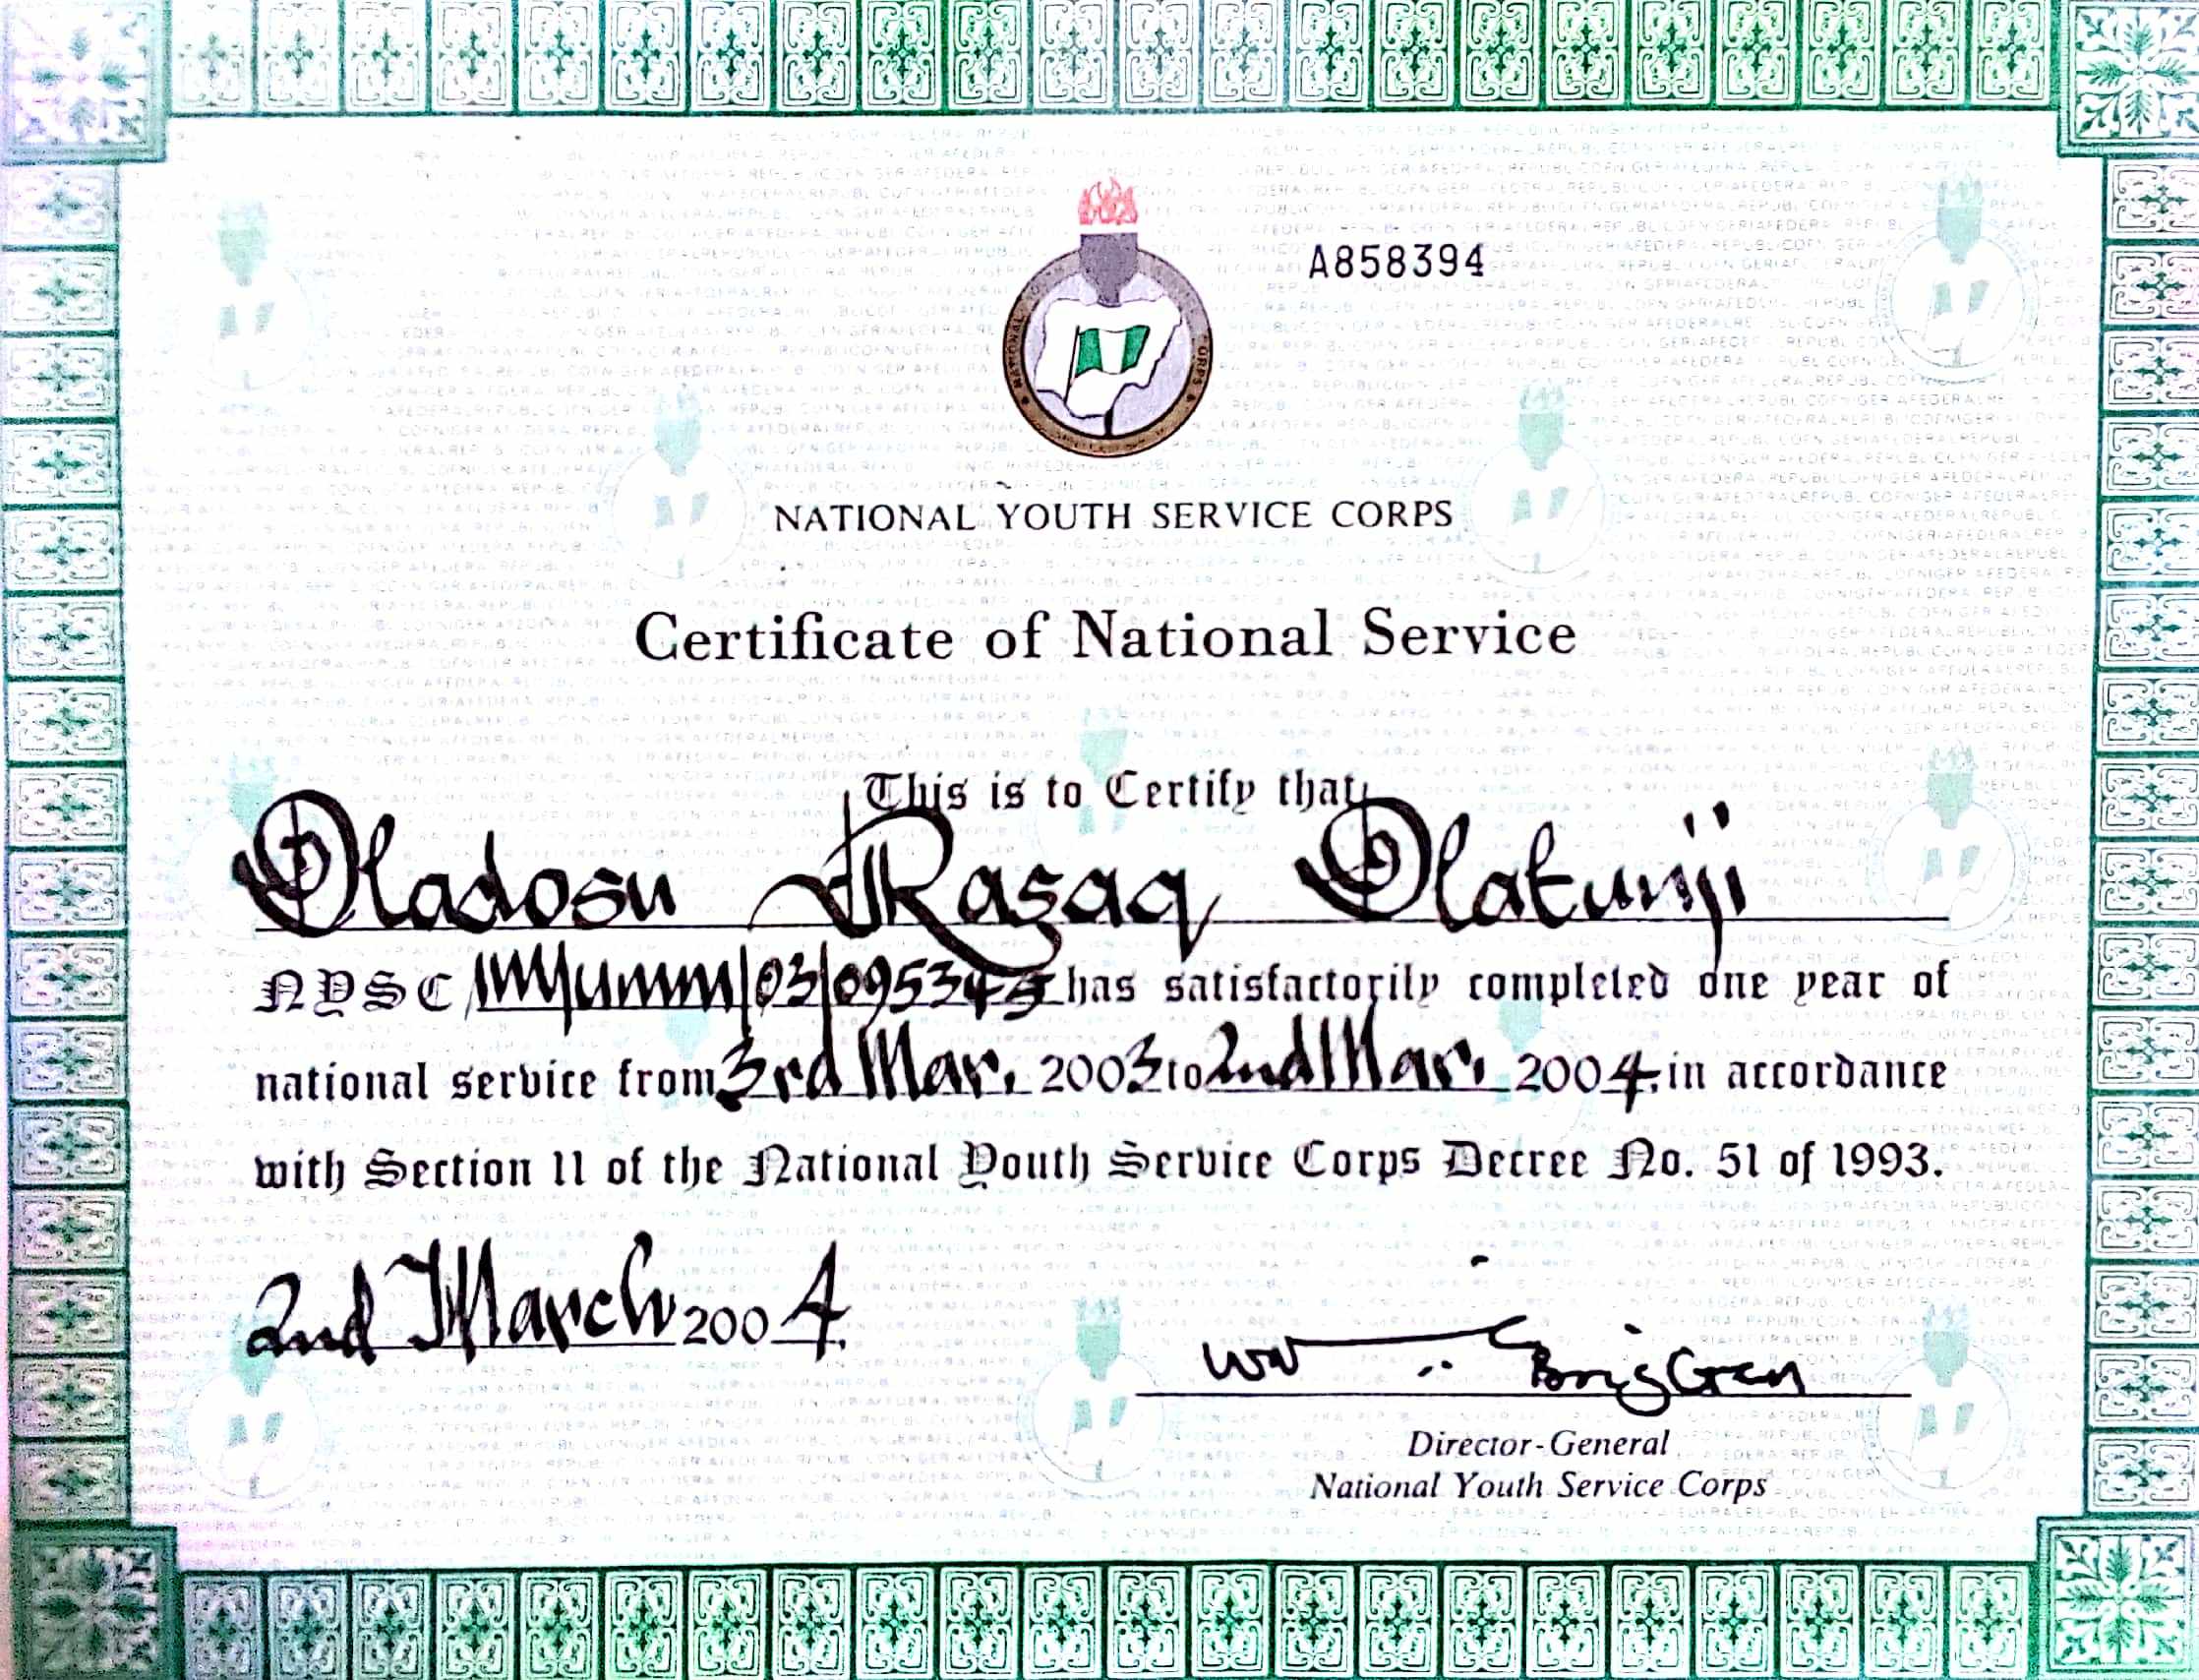 A858394
NATIONAL YOUTH SERVICE CORPS
Certificate of National Service
This is to Certify that
Oladosu Rasaq Olatunji
NYSC has satisfactorily completed one year of
national service from 3rd Mar. 2003 to 2nd Mar. 2004 in accordance
with Section 11 of the National Youth Service Corps Decree No. 51 of 1993.
2nd March 2004
Brig Gen
Director-General
National Youth Service Corps